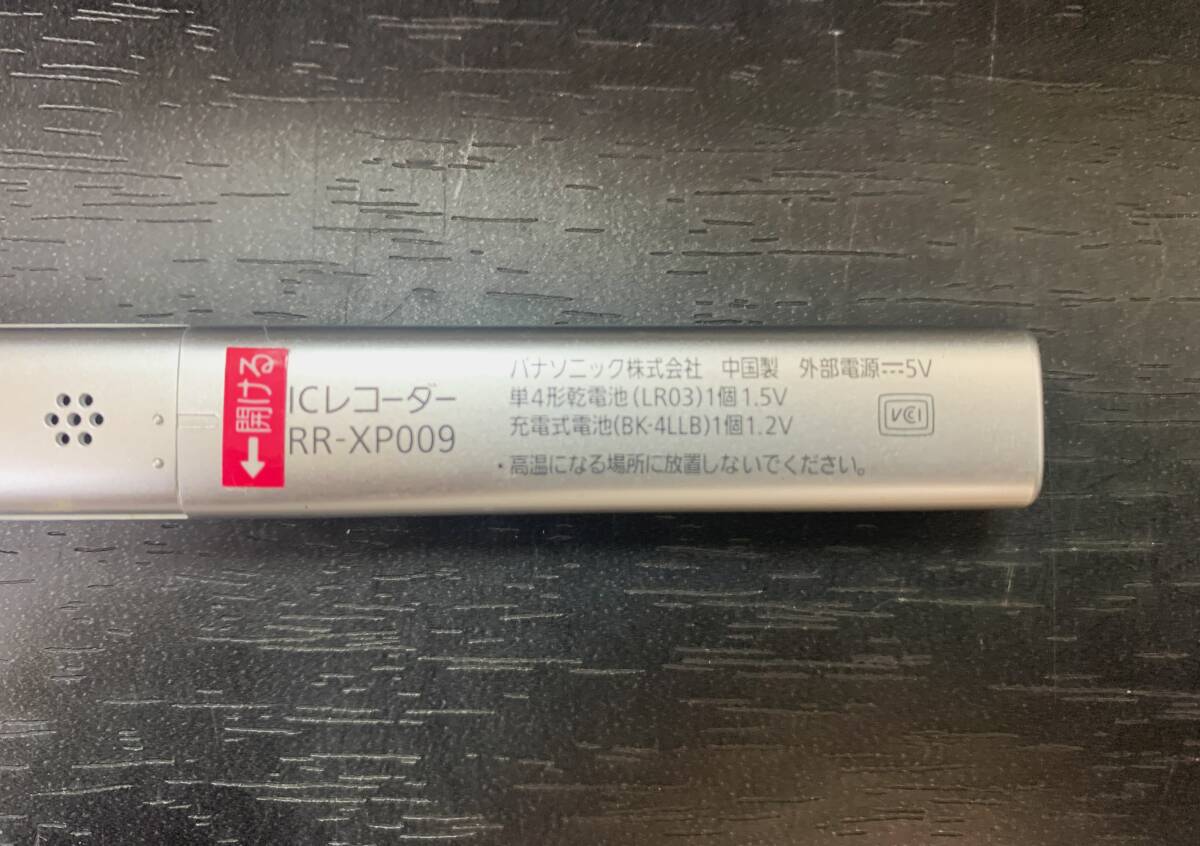 ←開ける
ICレコーダー
RR-XP009
パナソニック株式会社 中国製 外部電源⎓5V
単4形乾電池(LR03)1個1.5V
充電式電池(BK-4LLB)1個1.2V
・高温になる場所に放置しないでください。
VCCI